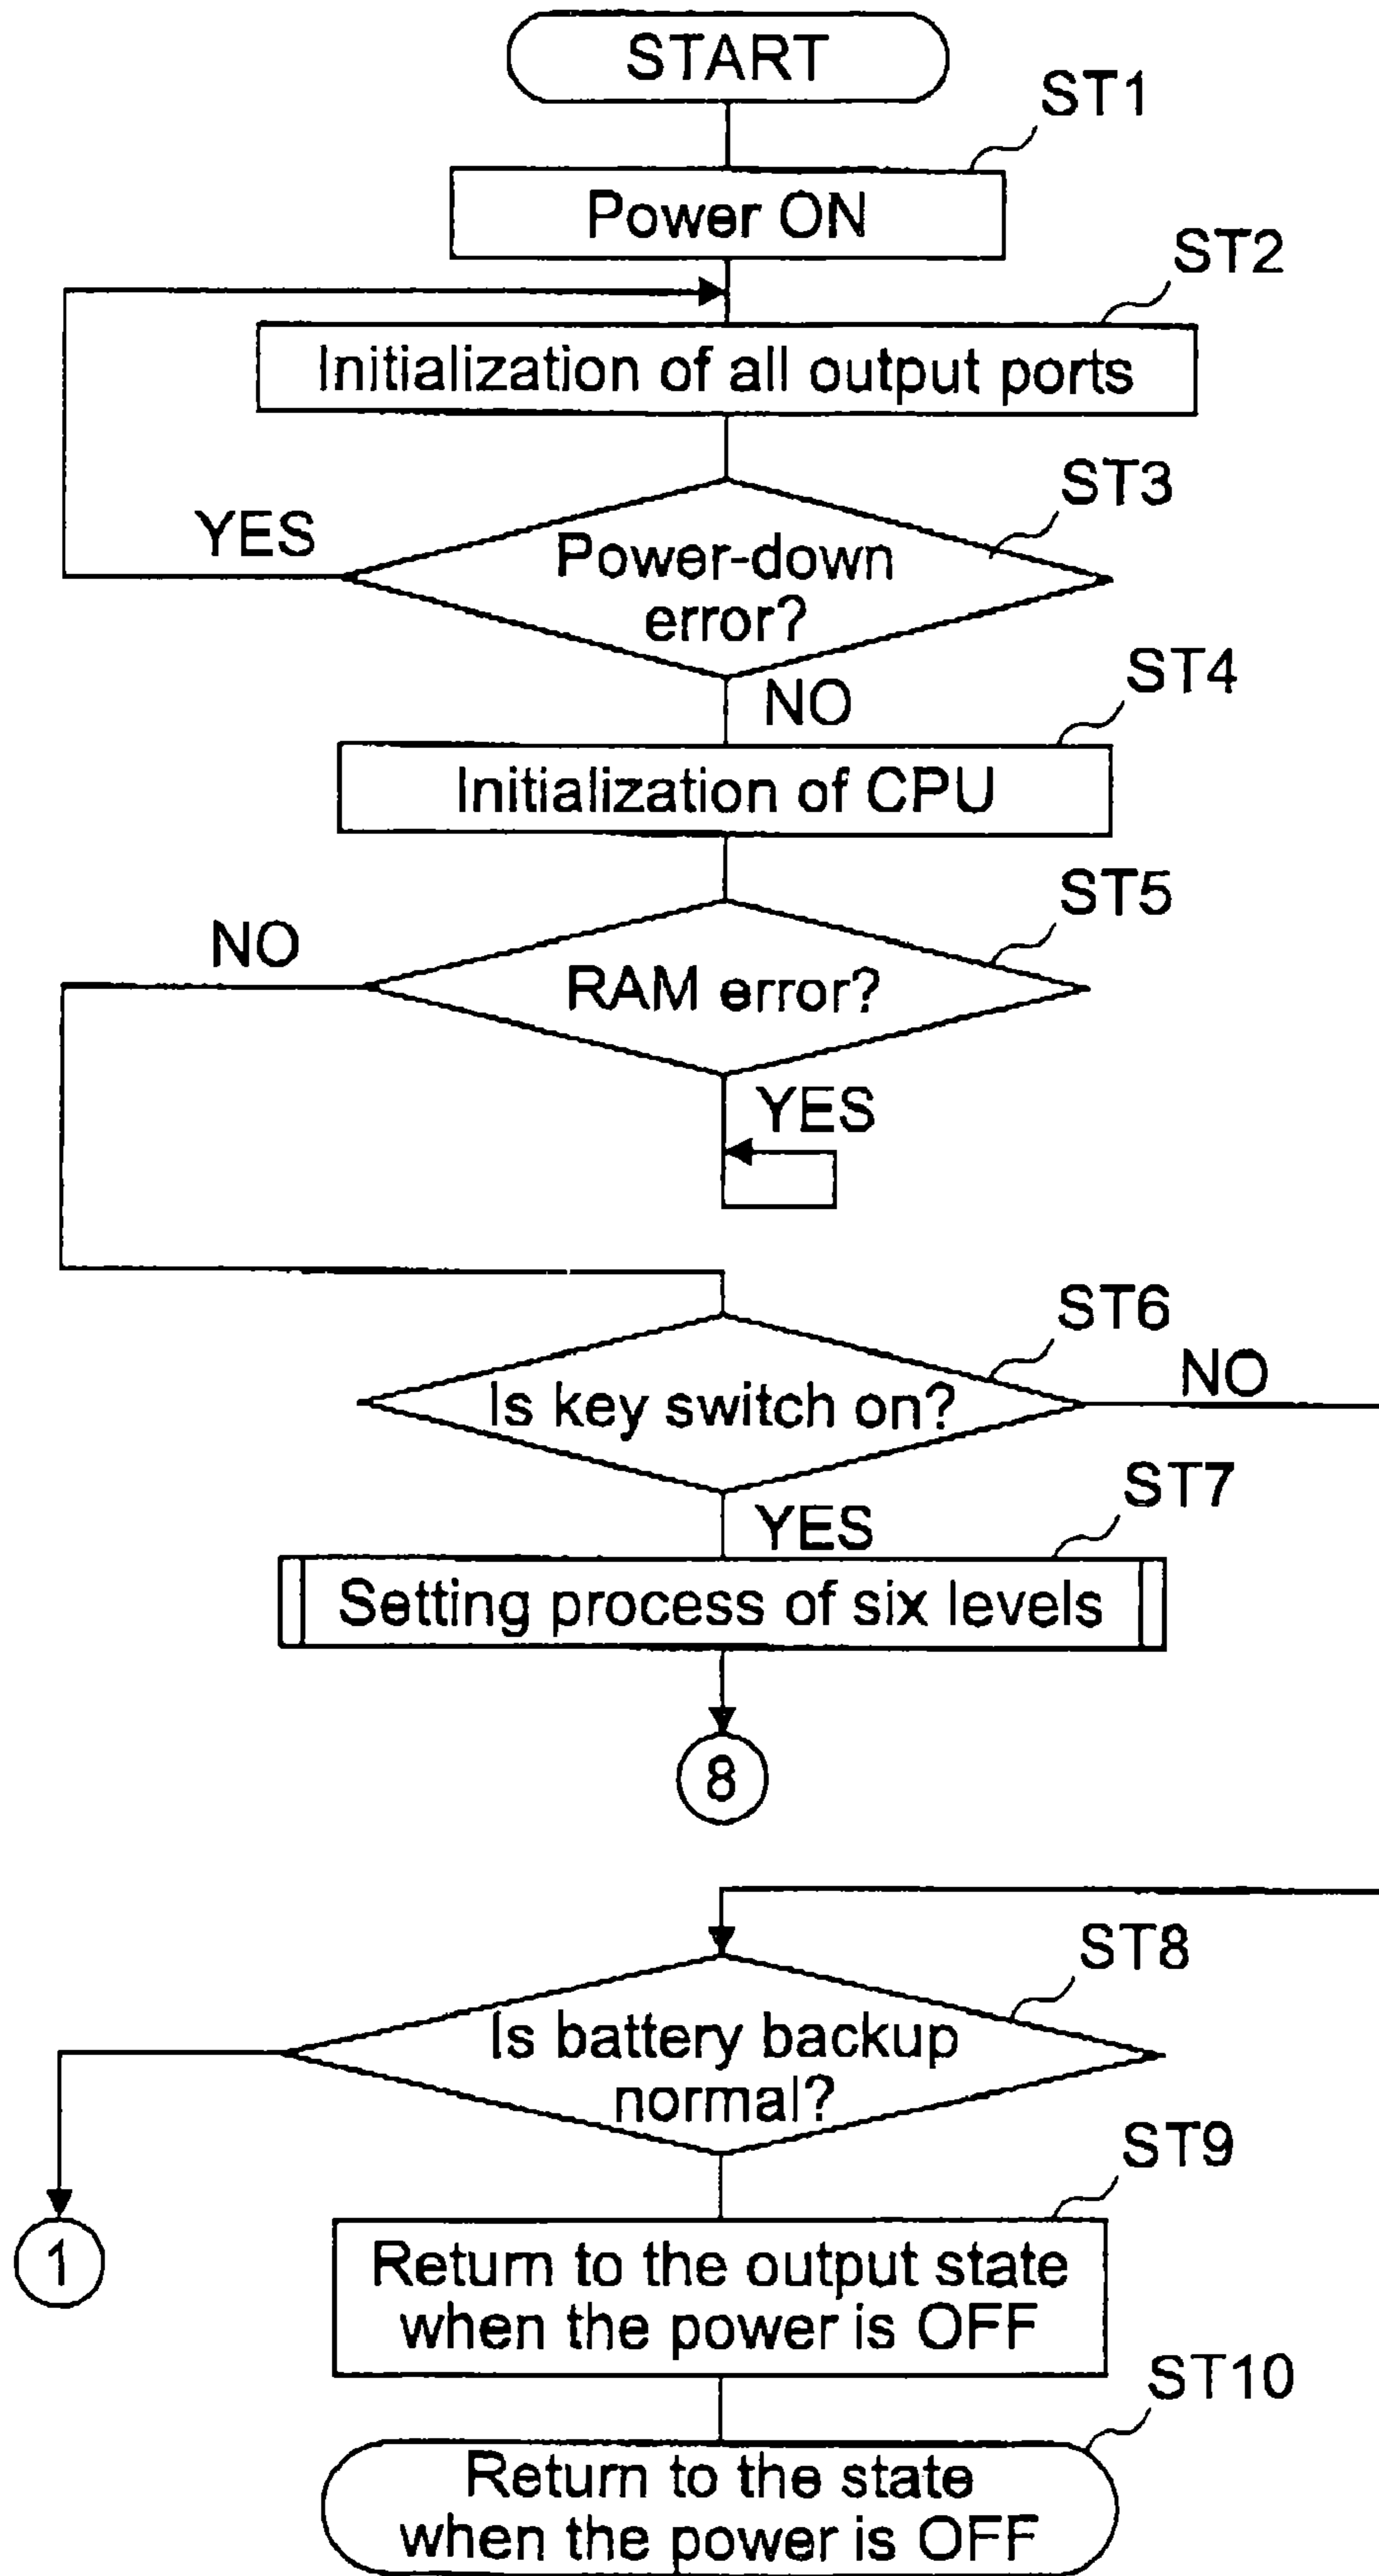 START
ST1
Power ON
ST2
Initialization of all output ports
ST3
YES
Power-down
error?
NO
ST4
Initialization of CPU
ST5
NO
RAM error?
YES
ST6
NO
Is key switch on?
YES
ST7
Setting process of six levels
8
ST8
Is battery backup
normal?
1
ST9
Return to the output state
when the power is OFF
ST10
Return to the state
when the power is OFF